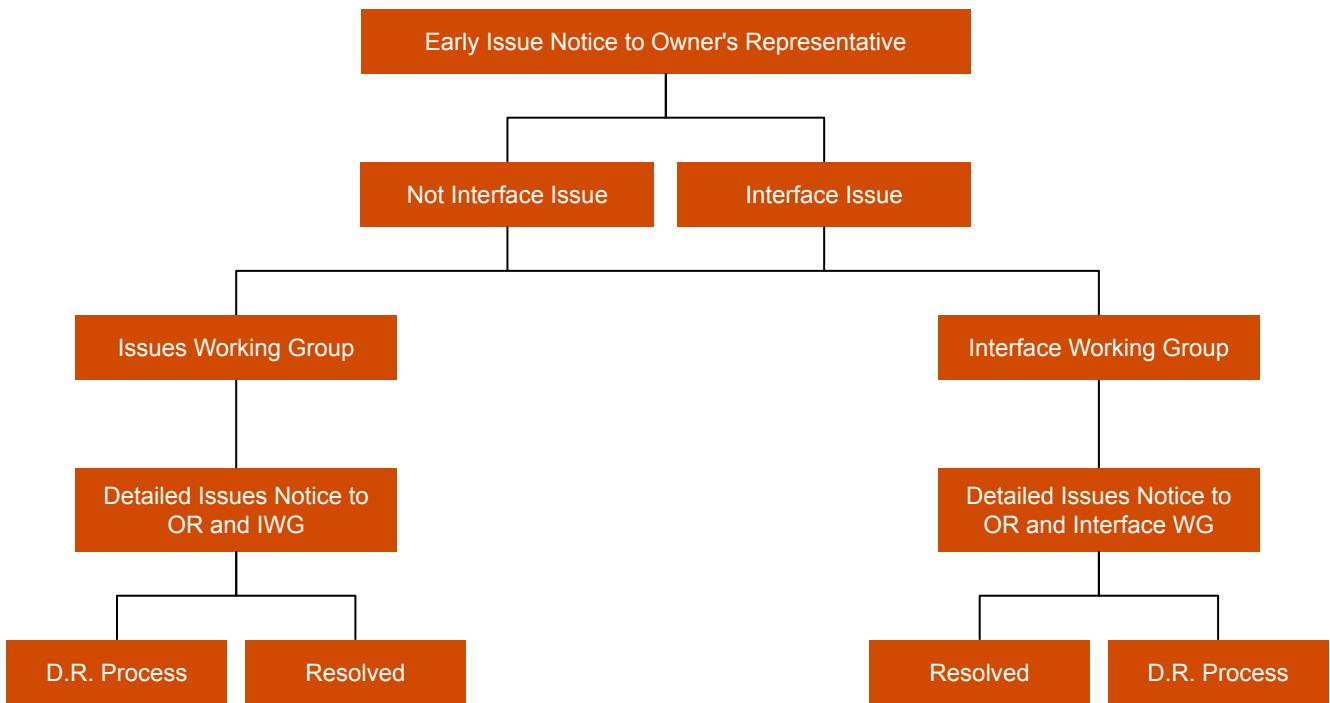 Early Issue Notice to Owner's Representative
Not Interface Issue
Interface Issue
Issues Working Group
Interface Working Group
Detailed Issues Notice to
OR and IWG
Detailed Issues Notice to
OR and Interface WG
D.R. Process
Resolved
Resolved
D.R. Process